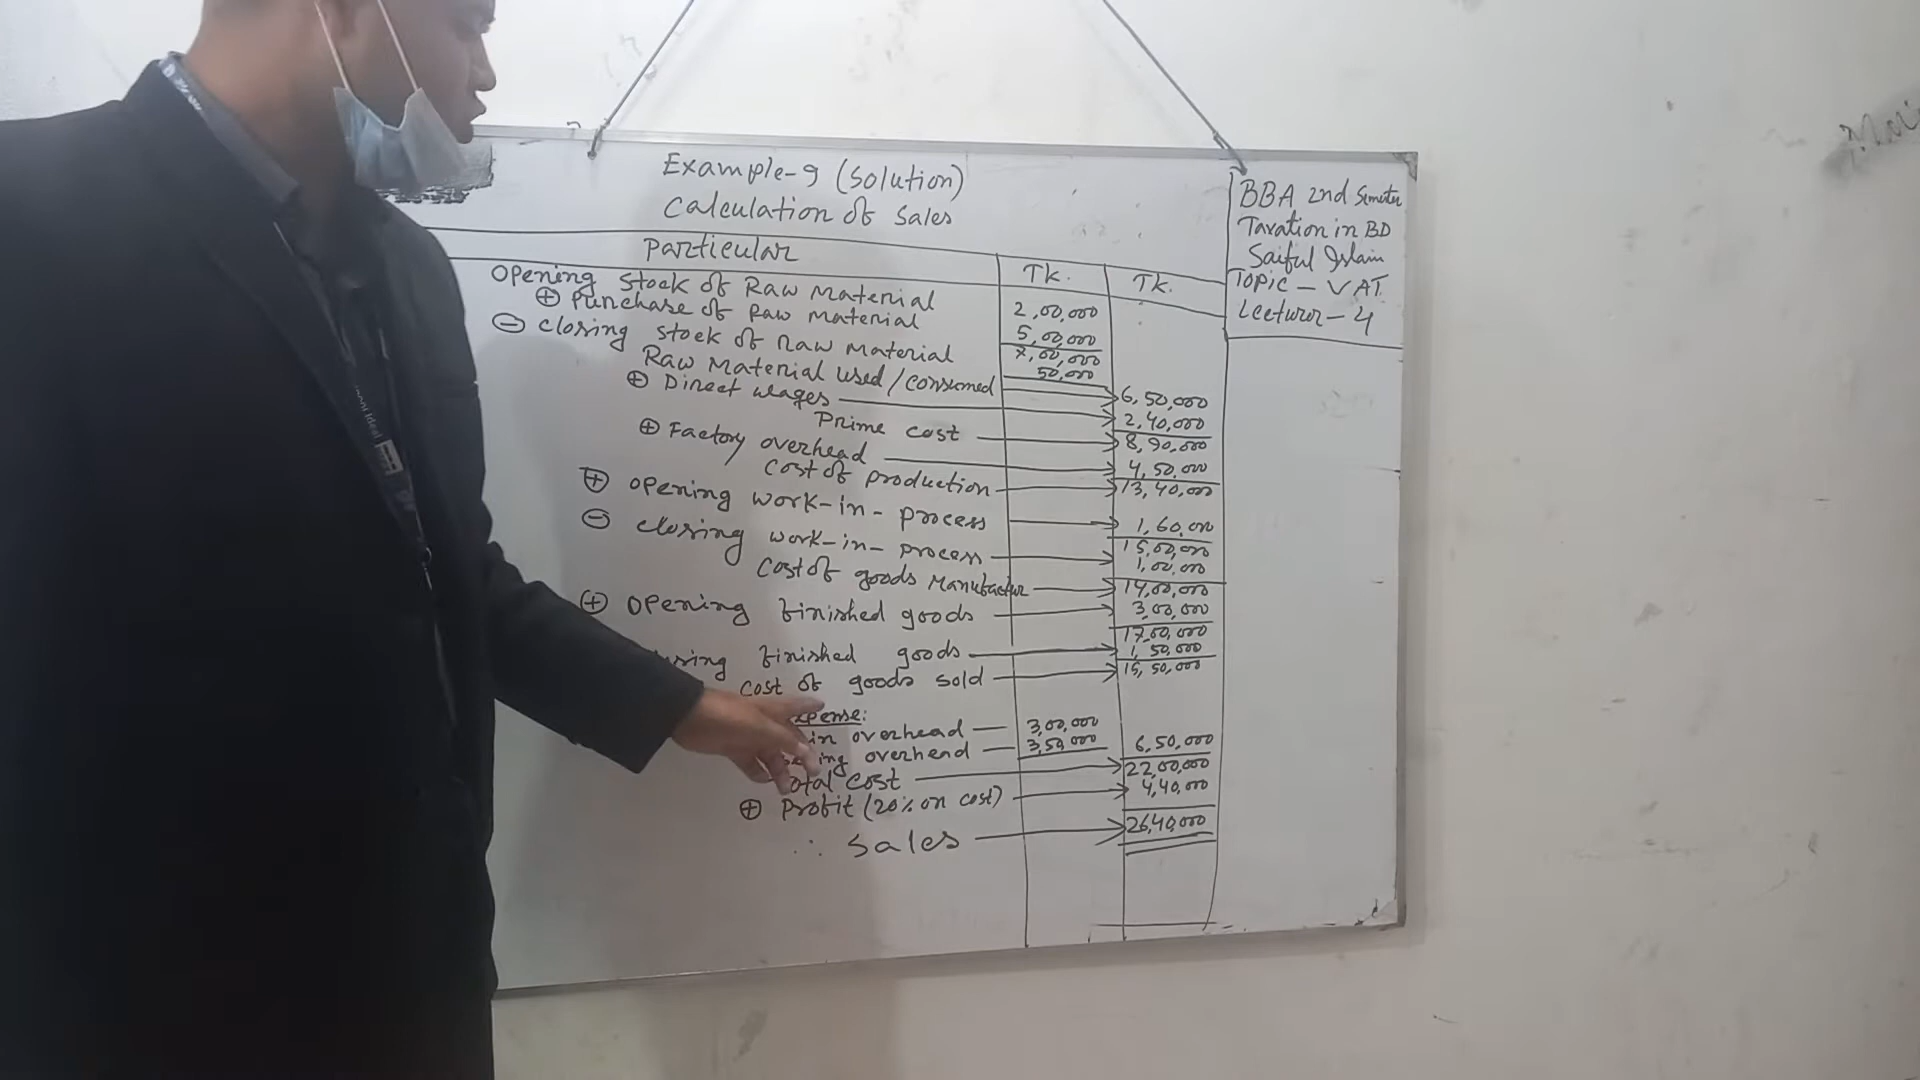 Example-9 (Solution)
Calculation of Sales
Particular Tk. Tk.
Opening Stock of Raw Material 2,00,000
⊕ Purchase of Raw Material 5,00,000
7,00,000
⊖ Closing Stock of Raw Material 50,000
Raw Material Used/consumed 6,50,000
⊕ Direct wages 2,40,000
Prime cost 8,90,000
⊕ Factory overhead 4,50,000
Cost of production 13,40,000
⊕ Opening work-in-process 1,60,000
15,00,000
⊖ closing work-in-process 1,00,000
Cost of goods Manufactur 14,00,000
⊕ Opening finished goods 3,00,000
17,00,000
finished goods 1,50,000
Cost of goods sold 15,50,000
overhead 3,00,000
overhead 3,50,000 6,50,000
cost 22,00,000
⊕ Profit (20% on cost) 4,40,000
∴ Sales 26,40,000
BBA 2nd Semister
Taxation in BD
Saiful Islam
Topic - VAT
Lecturer - 4